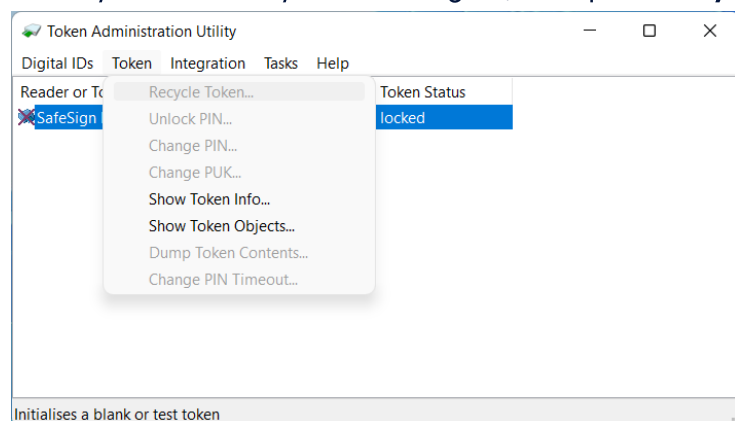 Token Administration Utility
Digital IDs Token Integration Tasks Help
Reader or To Token Status
SafeSign locked
Recycle Token...
Unlock PIN...
Change PIN...
Change PUK...
Show Token Info...
Show Token Objects...
Dump Token Contents...
Change PIN Timeout...
Initialises a blank or test token